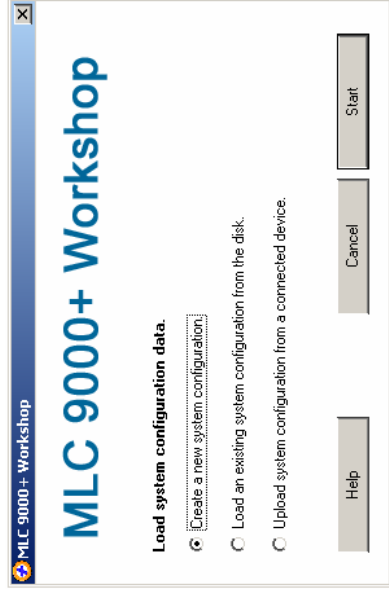 MLC 9000+ Workshop
MLC 9000+ Workshop
Load system configuration data.
Create a new system configuration.
Load an existing system configuration from the disk.
Upload system configuration from a connected device.
Help
Cancel
Start